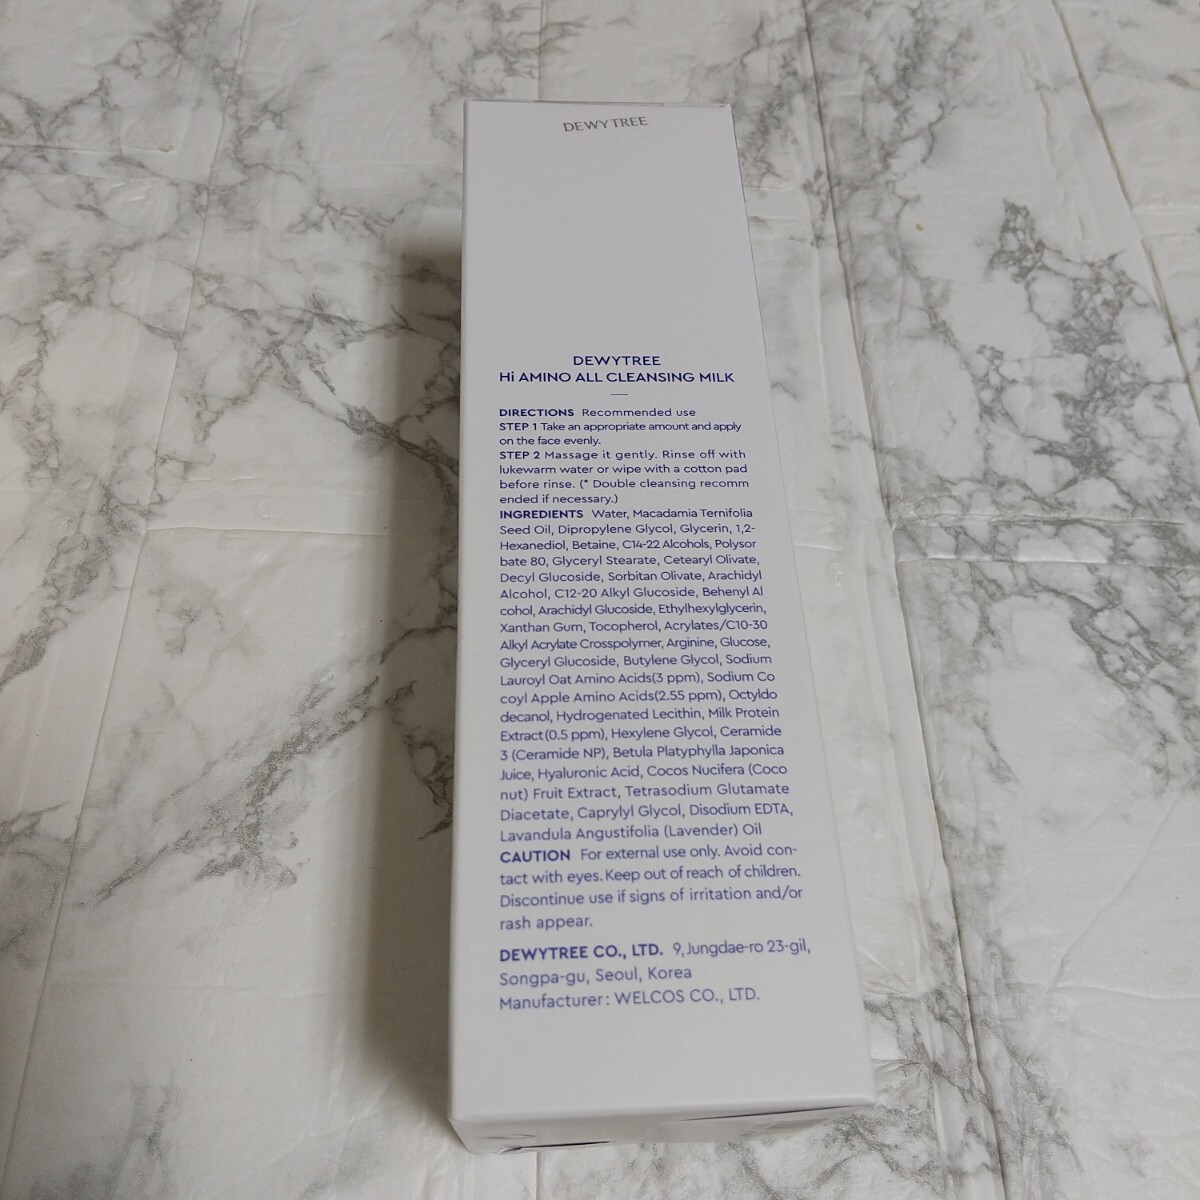 DEWYTREE
DEWYTREE
Hi AMINO ALL CLEANSING MILK
DIRECTIONS Recommended use
STEP 1 Take an appropriate amount and apply
on the face evenly.
STEP 2 Massage it gently. Rinse off with
lukewarm water or wipe with a cotton pad
before rinse. (* Double cleansing recomm
ended if necessary.)
INGREDIENTS Water, Macadamia Ternifolia
Seed Oil, Dipropylene Glycol, Glycerin, 1,2-
Hexanediol, Betaine, C14-22 Alcohols, Polysor
bate 80, Glyceryl Stearate, Cetearyl Olivate,
Decyl Glucoside, Sorbitan Olivate, Arachidyl
Alcohol, C12-20 Alkyl Glucoside, Behenyl Al
cohol, Arachidyl Glucoside, Ethylhexylglycerin,
Xanthan Gum, Tocopherol, Acrylates/C10-30
Alkyl Acrylate Crosspolymer, Arginine, Glucose,
Glyceryl Glucoside, Butylene Glycol, Sodium
Lauroyl Oat Amino Acids(3 ppm), Sodium Co
coyl Apple Amino Acids(2.55 ppm), Octyldo
decanol, Hydrogenated Lecithin, Milk Protein
Extract(0.5 ppm), Hexylene Glycol, Ceramide
3 (Ceramide NP), Betula Platyphylla Japonica
Juice, Hyaluronic Acid, Cocos Nucifera (Coco
nut) Fruit Extract, Tetrasodium Glutamate
Diacetate, Caprylyl Glycol, Disodium EDTA,
Lavandula Angustifolia (Lavender) Oil
CAUTION For external use only. Avoid con-
tact with eyes. Keep out of reach of children.
Discontinue use if signs of irritation and/or
rash appear.
DEWYTREE CO., LTD. 9, Jungdae-ro 23-gil,
Songpa-gu, Seoul, Korea
Manufacturer: WELCOS CO., LTD.